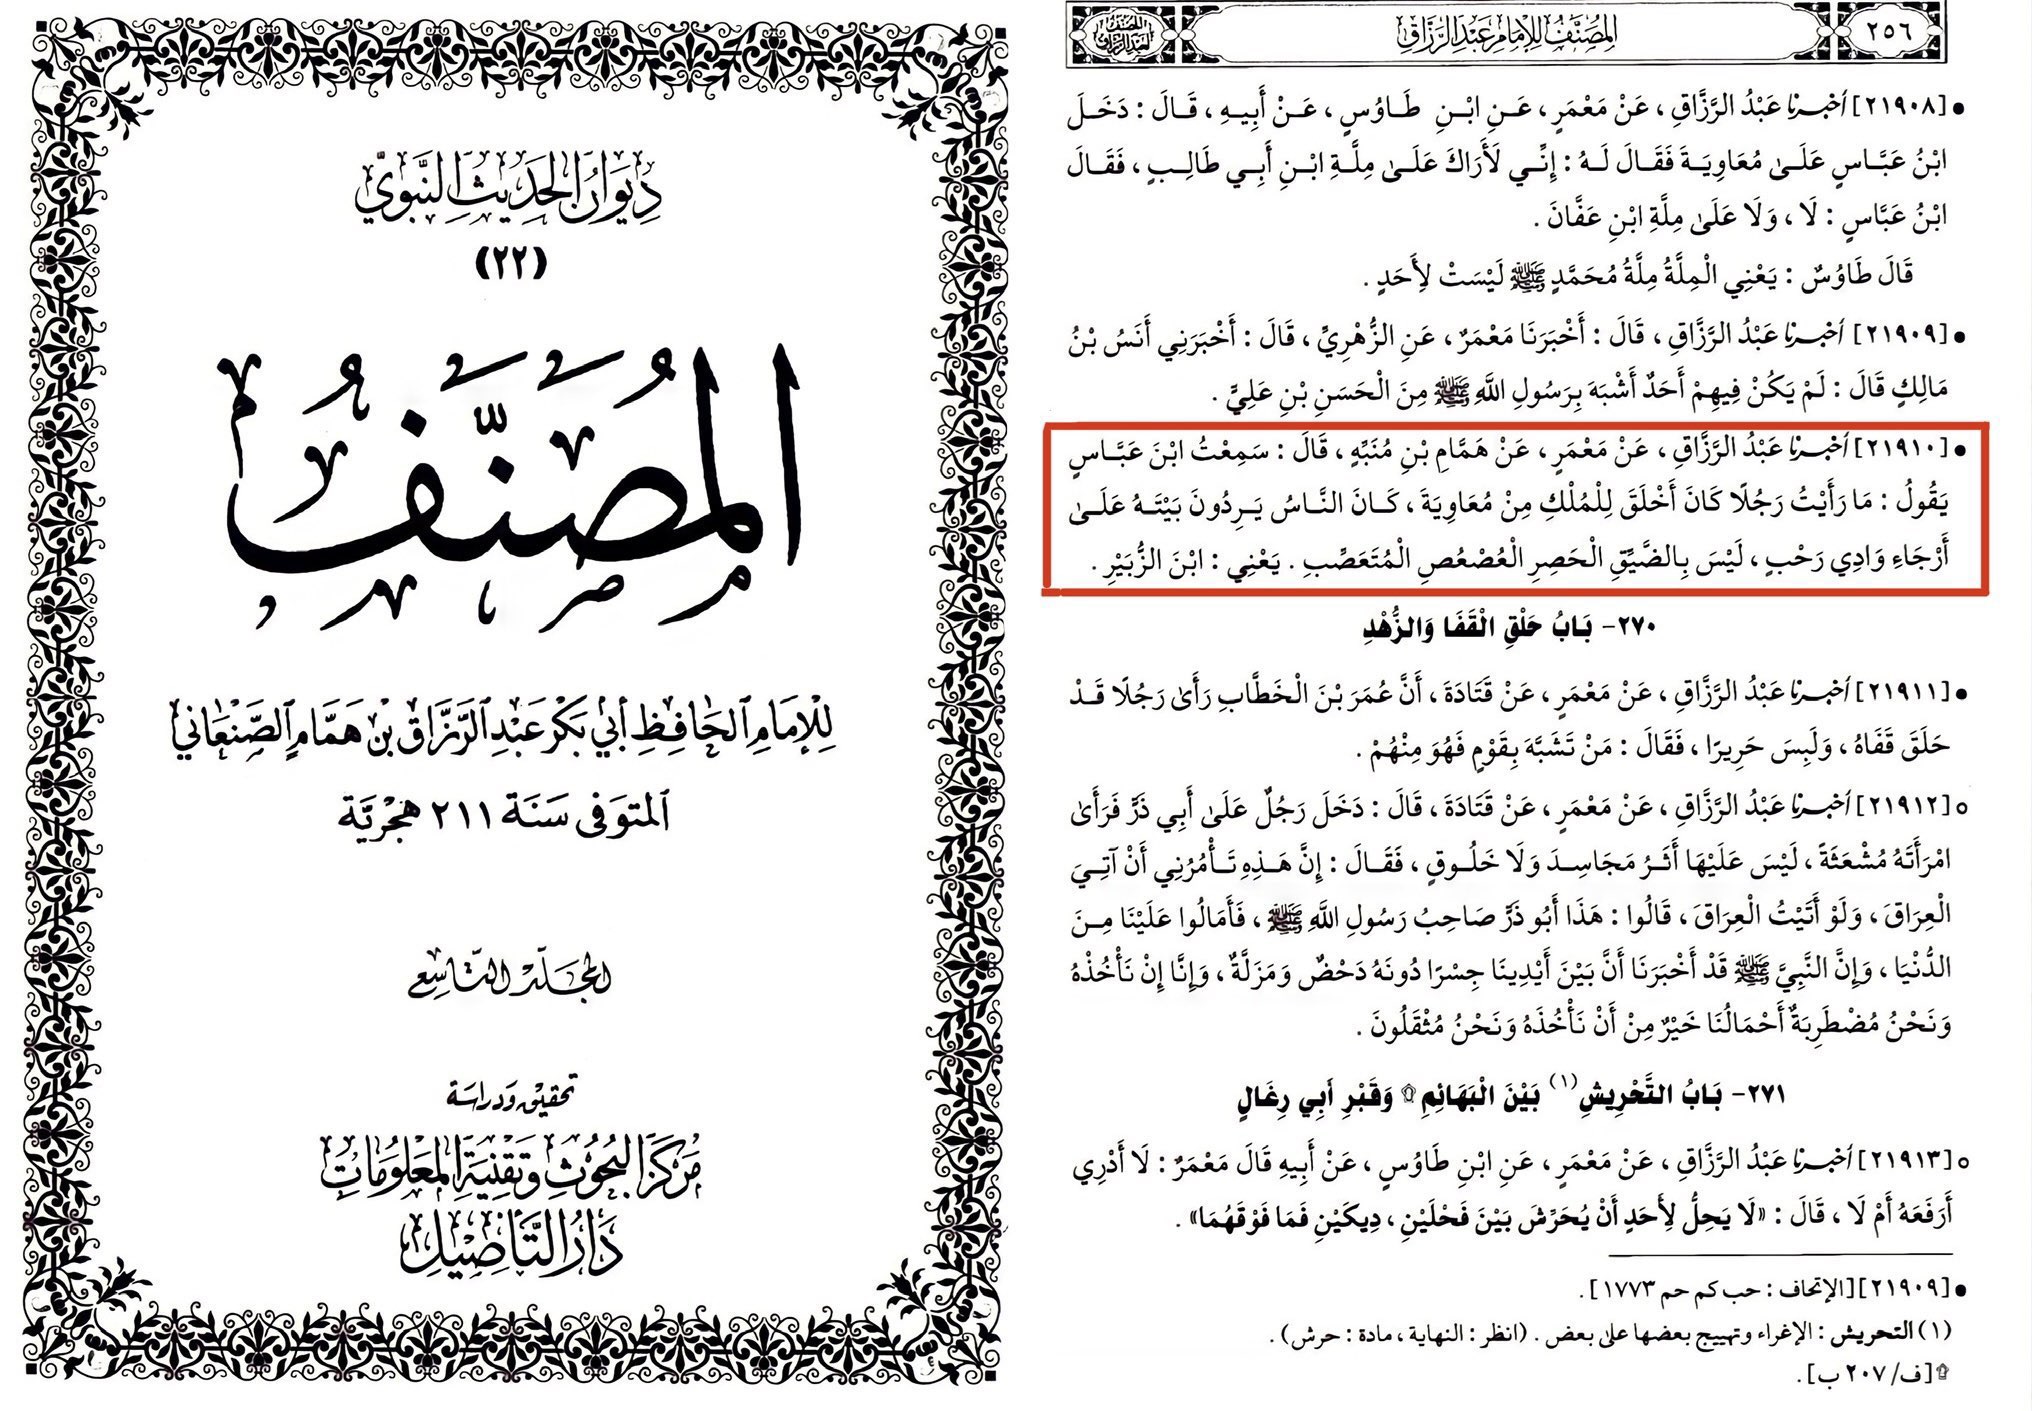 ديوان الحديث النبوي
(٢٢)
المصنف
للإمام الحافظ أبي بكر عبد الرزاق بن همام الصنعاني
المتوفى سنة ٢١١ هجرية
المجلد التاسع
تحقيق ودراسة
مركز البحوث وتقنية المعلومات
دار التأصيل
المصنف للإمام عبد الرزاق
٢٥٦
• [٢١٩٠٨] أخبرنا عَبْدُ الرَّزَّاقِ ، عَنْ مَعْمَرٍ ، عَنِ ابْنِ طَاوُسٍ ، عَنْ أَبِيهِ ، قَالَ : دَخَلَ
ابْنُ عَبَّاسٍ عَلَىٰ مُعَاوِيَةَ فَقَالَ لَهُ : إِنِّي لَأَرَاكَ عَلَىٰ مِلَّةِ ابْنِ أَبِي طَالِبٍ ، فَقَالَ
ابْنُ عَبَّاسٍ : لَا ، وَلَا عَلَىٰ مِلَّةِ ابْنِ عَفَّانَ .
قَالَ طَاوُسٌ : يَعْنِي الْمِلَّةُ مِلَّةُ مُحَمَّدٍ ﷺ لَيْسَتْ لِأَحَدٍ .
• [٢١٩٠٩] أخبرنا عَبْدُ الرَّزَّاقِ ، قَالَ : أَخْبَرَنَا مَعْمَرٌ ، عَنِ الزُّهْرِيِّ ، قَالَ : أَخْبَرَنِي أَنَسُ بْنُ
مَالِكٍ قَالَ : لَمْ يَكُنْ فِيهِمْ أَحَدٌ أَشْبَهَ بِرَسُولِ اللَّهِ ﷺ مِنَ الْحَسَنِ بْنِ عَلِيٍّ .
• [٢١٩١٠] أخبرنا عَبْدُ الرَّزَّاقِ ، عَنْ مَعْمَرٍ ، عَنْ هَمَّامِ بْنِ مُنَبِّهٍ ، قَالَ : سَمِعْتُ ابْنَ عَبَّاسٍ
يَقُولُ : مَا رَأَيْتُ رَجُلًا كَانَ أَخْلَقَ لِلْمُلْكِ مِنْ مُعَاوِيَةَ ، كَانَ النَّاسُ يَرِدُونَ بَيْتَهُ عَلَىٰ
أَرْجَاءِ وَادِي رَحْبٍ ، لَيْسَ بِالضَّيِّقِ الْحَصِرِ الْعُصْعُصِ الْمُتَعَصِّبِ . يَعْنِي : ابْنَ الزُّبَيْرِ .
٢٧٠- بَابُ حَلْقِ الْقَفَا وَالزُّهْدِ
• [٢١٩١١] أخبرنا عَبْدُ الرَّزَّاقِ ، عَنْ مَعْمَرٍ ، عَنْ قَتَادَةَ ، أَنَّ عُمَرَ بْنَ الْخَطَّابِ رَأَىٰ رَجُلًا قَدْ
حَلَقَ قَفَاهُ ، وَلَبِسَ حَرِيرًا ، فَقَالَ : مَنْ تَشَبَّهَ بِقَوْمٍ فَهُوَ مِنْهُمْ .
○ [٢١٩١٢] أخبرنا عَبْدُ الرَّزَّاقِ ، عَنْ مَعْمَرٍ ، عَنْ قَتَادَةَ ، قَالَ : دَخَلَ رَجُلٌ عَلَىٰ أَبِي ذَرٍّ فَرَأَىٰ
امْرَأَتَهُ مُشْعَثَةً ، لَيْسَ عَلَيْهَا أَثَرُ مَجَاسِدَ وَلَا خَلُوقٍ ، فَقَالَ : إِنَّ هَذِهِ تَأْمُرُنِي أَنْ آتِيَ
الْعِرَاقَ ، وَلَوْ أَتَيْتُ الْعِرَاقَ ، قَالُوا : هَذَا أَبُو ذَرٍّ صَاحِبُ رَسُولِ اللَّهِ ﷺ ، فَأَمَالُوا عَلَيْنَا مِنَ
الدُّنْيَا ، وَإِنَّ النَّبِيَّ ﷺ قَدْ أَخْبَرَنَا أَنَّ بَيْنَ أَيْدِينَا جِسْرًا دُونَهُ دَحْضٌ وَمَزَلَّةٌ ، وَإِنَّا إِنْ نَأْخُذْهُ
وَنَحْنُ مُضْطَرِبَةٌ أَحْمَالُنَا خَيْرٌ مِنْ أَنْ نَأْخُذَهُ وَنَحْنُ مُثْقَلُونَ .
٢٧١- بَابُ التَّحْرِيشِ (١) بَيْنَ الْبَهَائِمِ ۩ وَقَبْرِ أَبِي رِغَالٍ
○ [٢١٩١٣] أخبرنا عَبْدُ الرَّزَّاقِ ، عَنْ مَعْمَرٍ ، عَنِ ابْنِ طَاوُسٍ ، عَنْ أَبِيهِ قَالَ مَعْمَرٌ : لَا أَدْرِي
أَرَفَعَهُ أَمْ لَا ، قَالَ : «لَا يَحِلُّ لِأَحَدٍ أَنْ يُحَرِّشَ بَيْنَ فَحْلَيْنِ ، دِيكَيْنِ فَمَا فَوْقَهُمَا» .
• [٢١٩٠٩] [الإتحاف : حب كم حم ١٧٧٣] .
(١) التحريش : الإغراء وتهييج بعضها على بعض . (انظر : النهاية ، مادة : حرش) .
۩ [ف/ ٢٠٧ ب] .